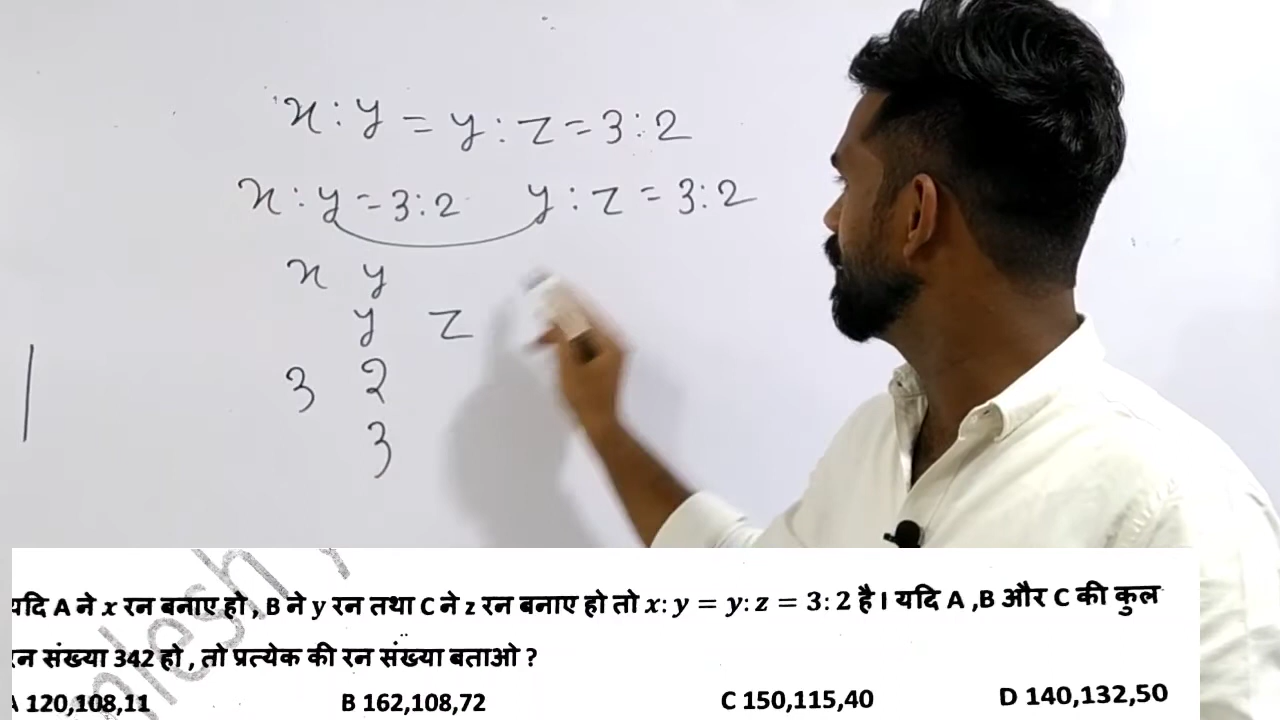 x : y = y : z = 3 : 2
x : y = 3 : 2 y : z = 3 : 2
x y
y z
3 2
3
यदि A ने x रन बनाए हो , B ने y रन तथा C ने z रन बनाए हो तो x: y = y: z = 3: 2 है I यदि A ,B और C की कुल
रन संख्या 342 हो , तो प्रत्येक की रन संख्या बताओ ?
A 120,108,11 B 162,108,72 C 150,115,40 D 140,132,50